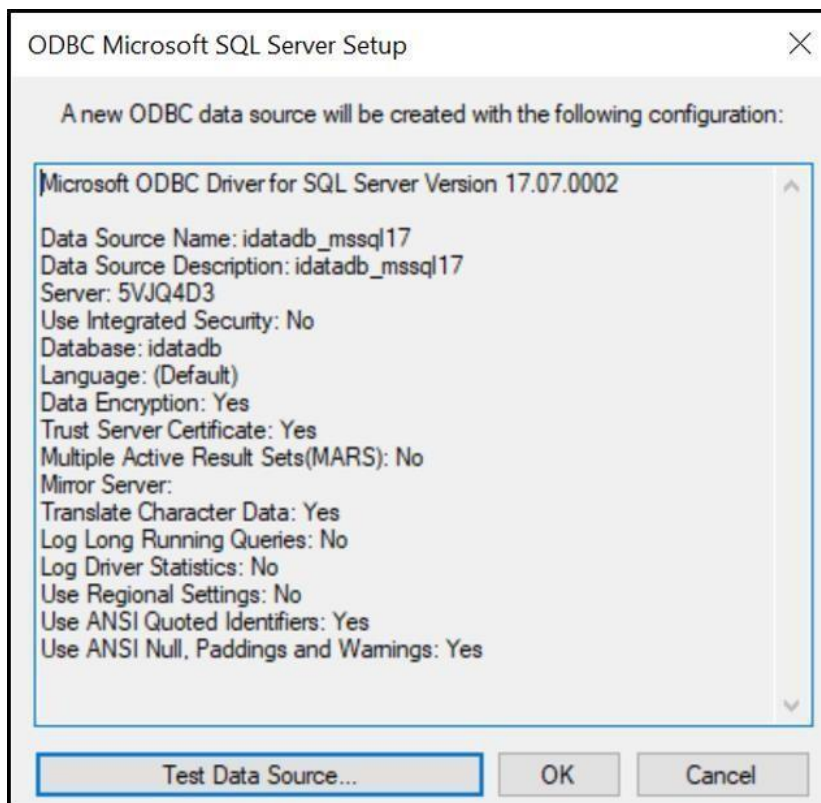 ODBC Microsoft SQL Server Setup
A new ODBC data source will be created with the following configuration:
Microsoft ODBC Driver for SQL Server Version 17.07.0002
Data Source Name: idatadb_mssql17
Data Source Description: idatadb_mssql17
Server: 5VJQ4D3
Use Integrated Security: No
Database: idatadb
Language: (Default)
Data Encryption: Yes
Trust Server Certificate: Yes
Multiple Active Result Sets(MARS): No
Mirror Server:
Translate Character Data: Yes
Log Long Running Queries: No
Log Driver Statistics: No
Use Regional Settings: No
Use ANSI Quoted Identifiers: Yes
Use ANSI Null, Paddings and Warnings: Yes
Test Data Source... OK Cancel